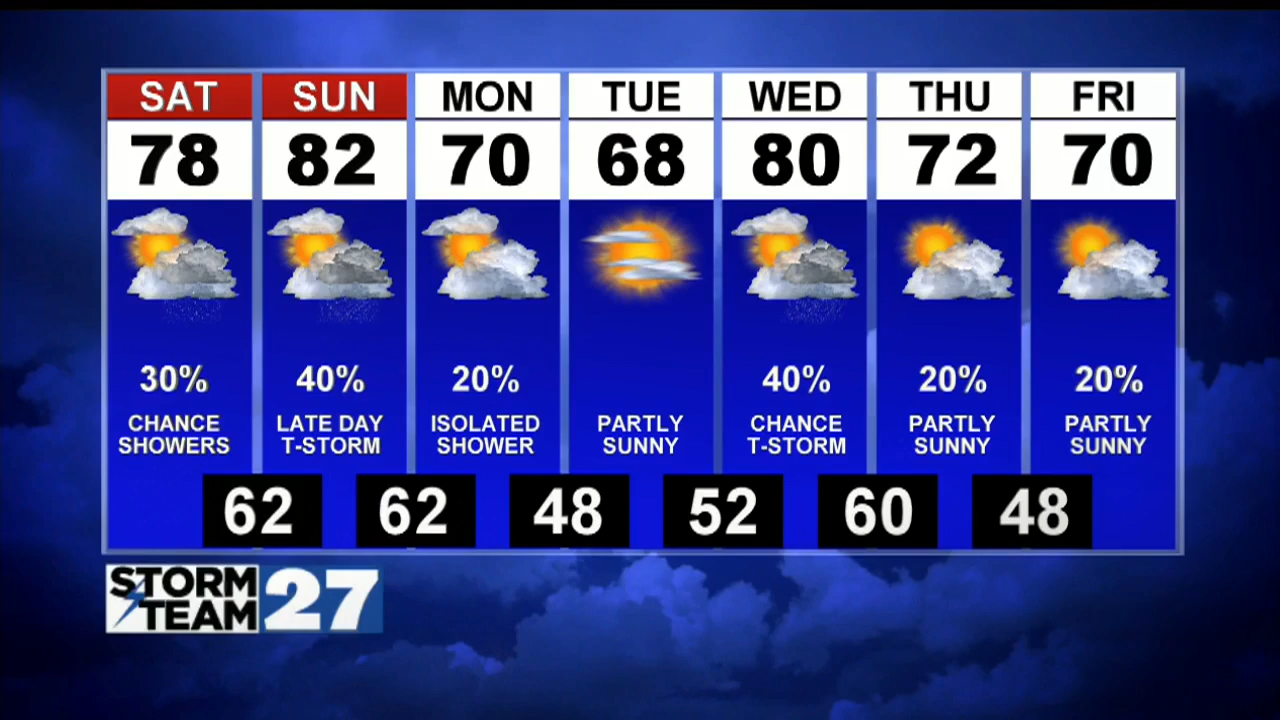 SAT SUN MON TUE WED THU FRI
78 82 70 68 80 72 70
30% 40% 20% 40% 20% 20%
CHANCE LATE DAY ISOLATED PARTLY CHANCE PARTLY PARTLY
SHOWERS T-STORM SHOWER SUNNY T-STORM SUNNY SUNNY
62 62 48 52 60 48
STORM
TEAM 27